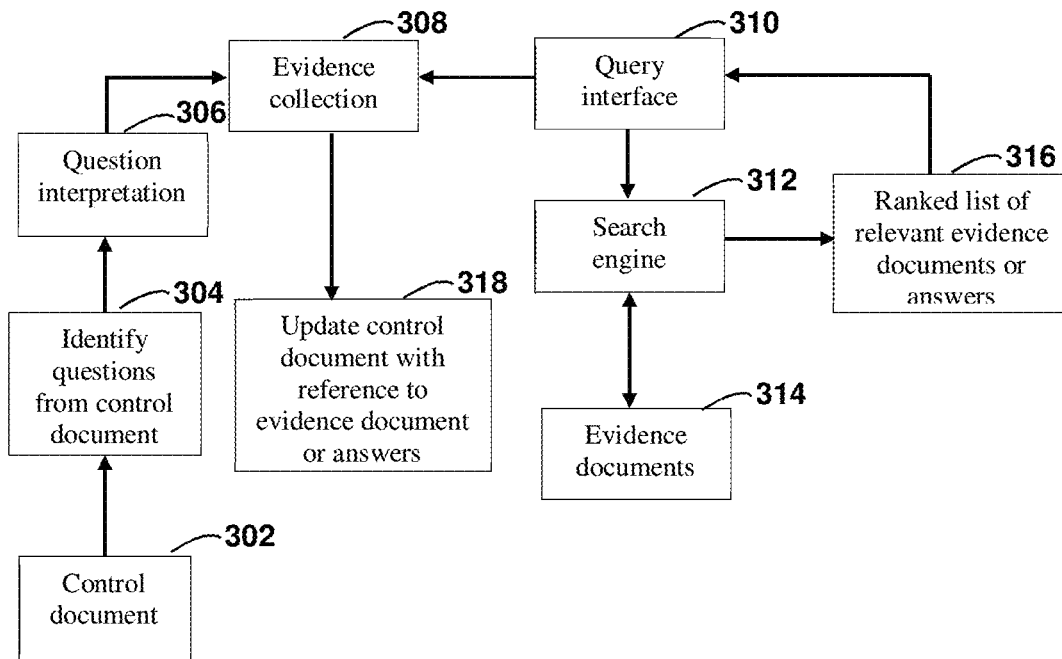 308
Evidence
collection
310
Query
interface
306
Question
interpretation
312
Search
engine
316
Ranked list of
relevant evidence
documents or
answers
304
Identify
questions
from control
document
318
Update control
document with
reference to
evidence document
or answers
314
Evidence
documents
302
Control
document